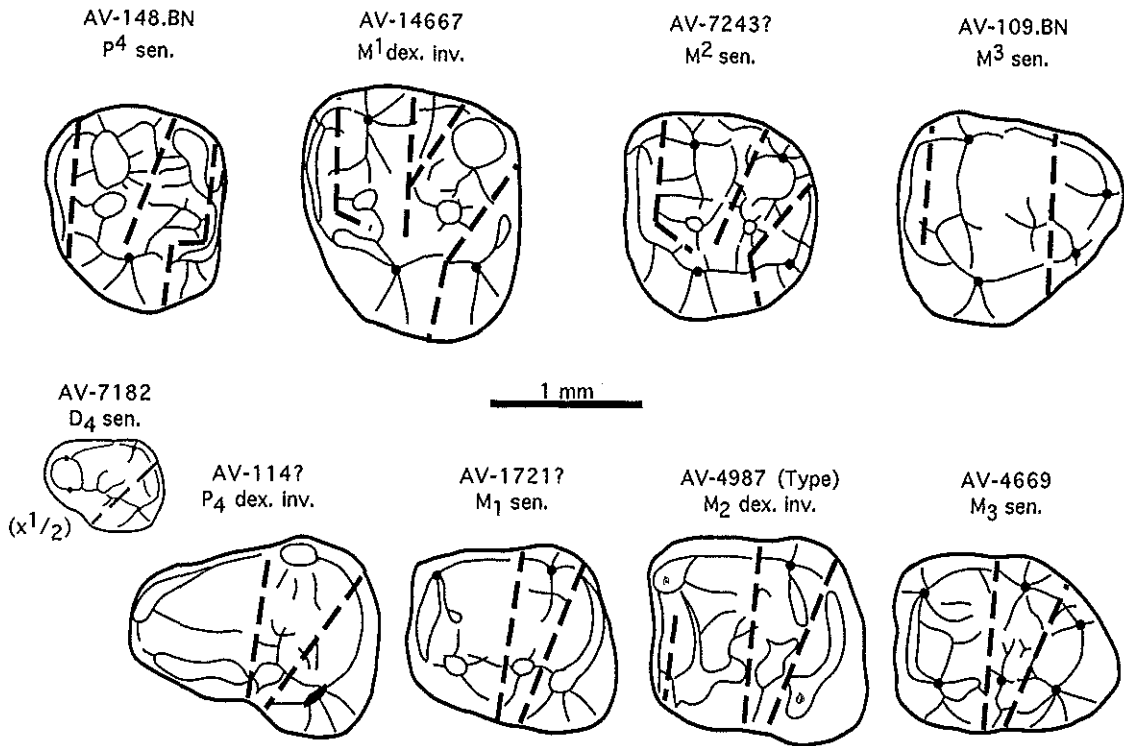 AV-148.BN
P⁴ sen.
AV-14667
M¹ dex. inv.
AV-7243?
M² sen.
AV-109.BN
M³ sen.
1 mm
AV-7182
D₄ sen.
(x¹/₂)
AV-114?
P₄ dex. inv.
AV-1721?
M₁ sen.
AV-4987 (Type)
M₂ dex. inv.
AV-4669
M₃ sen.